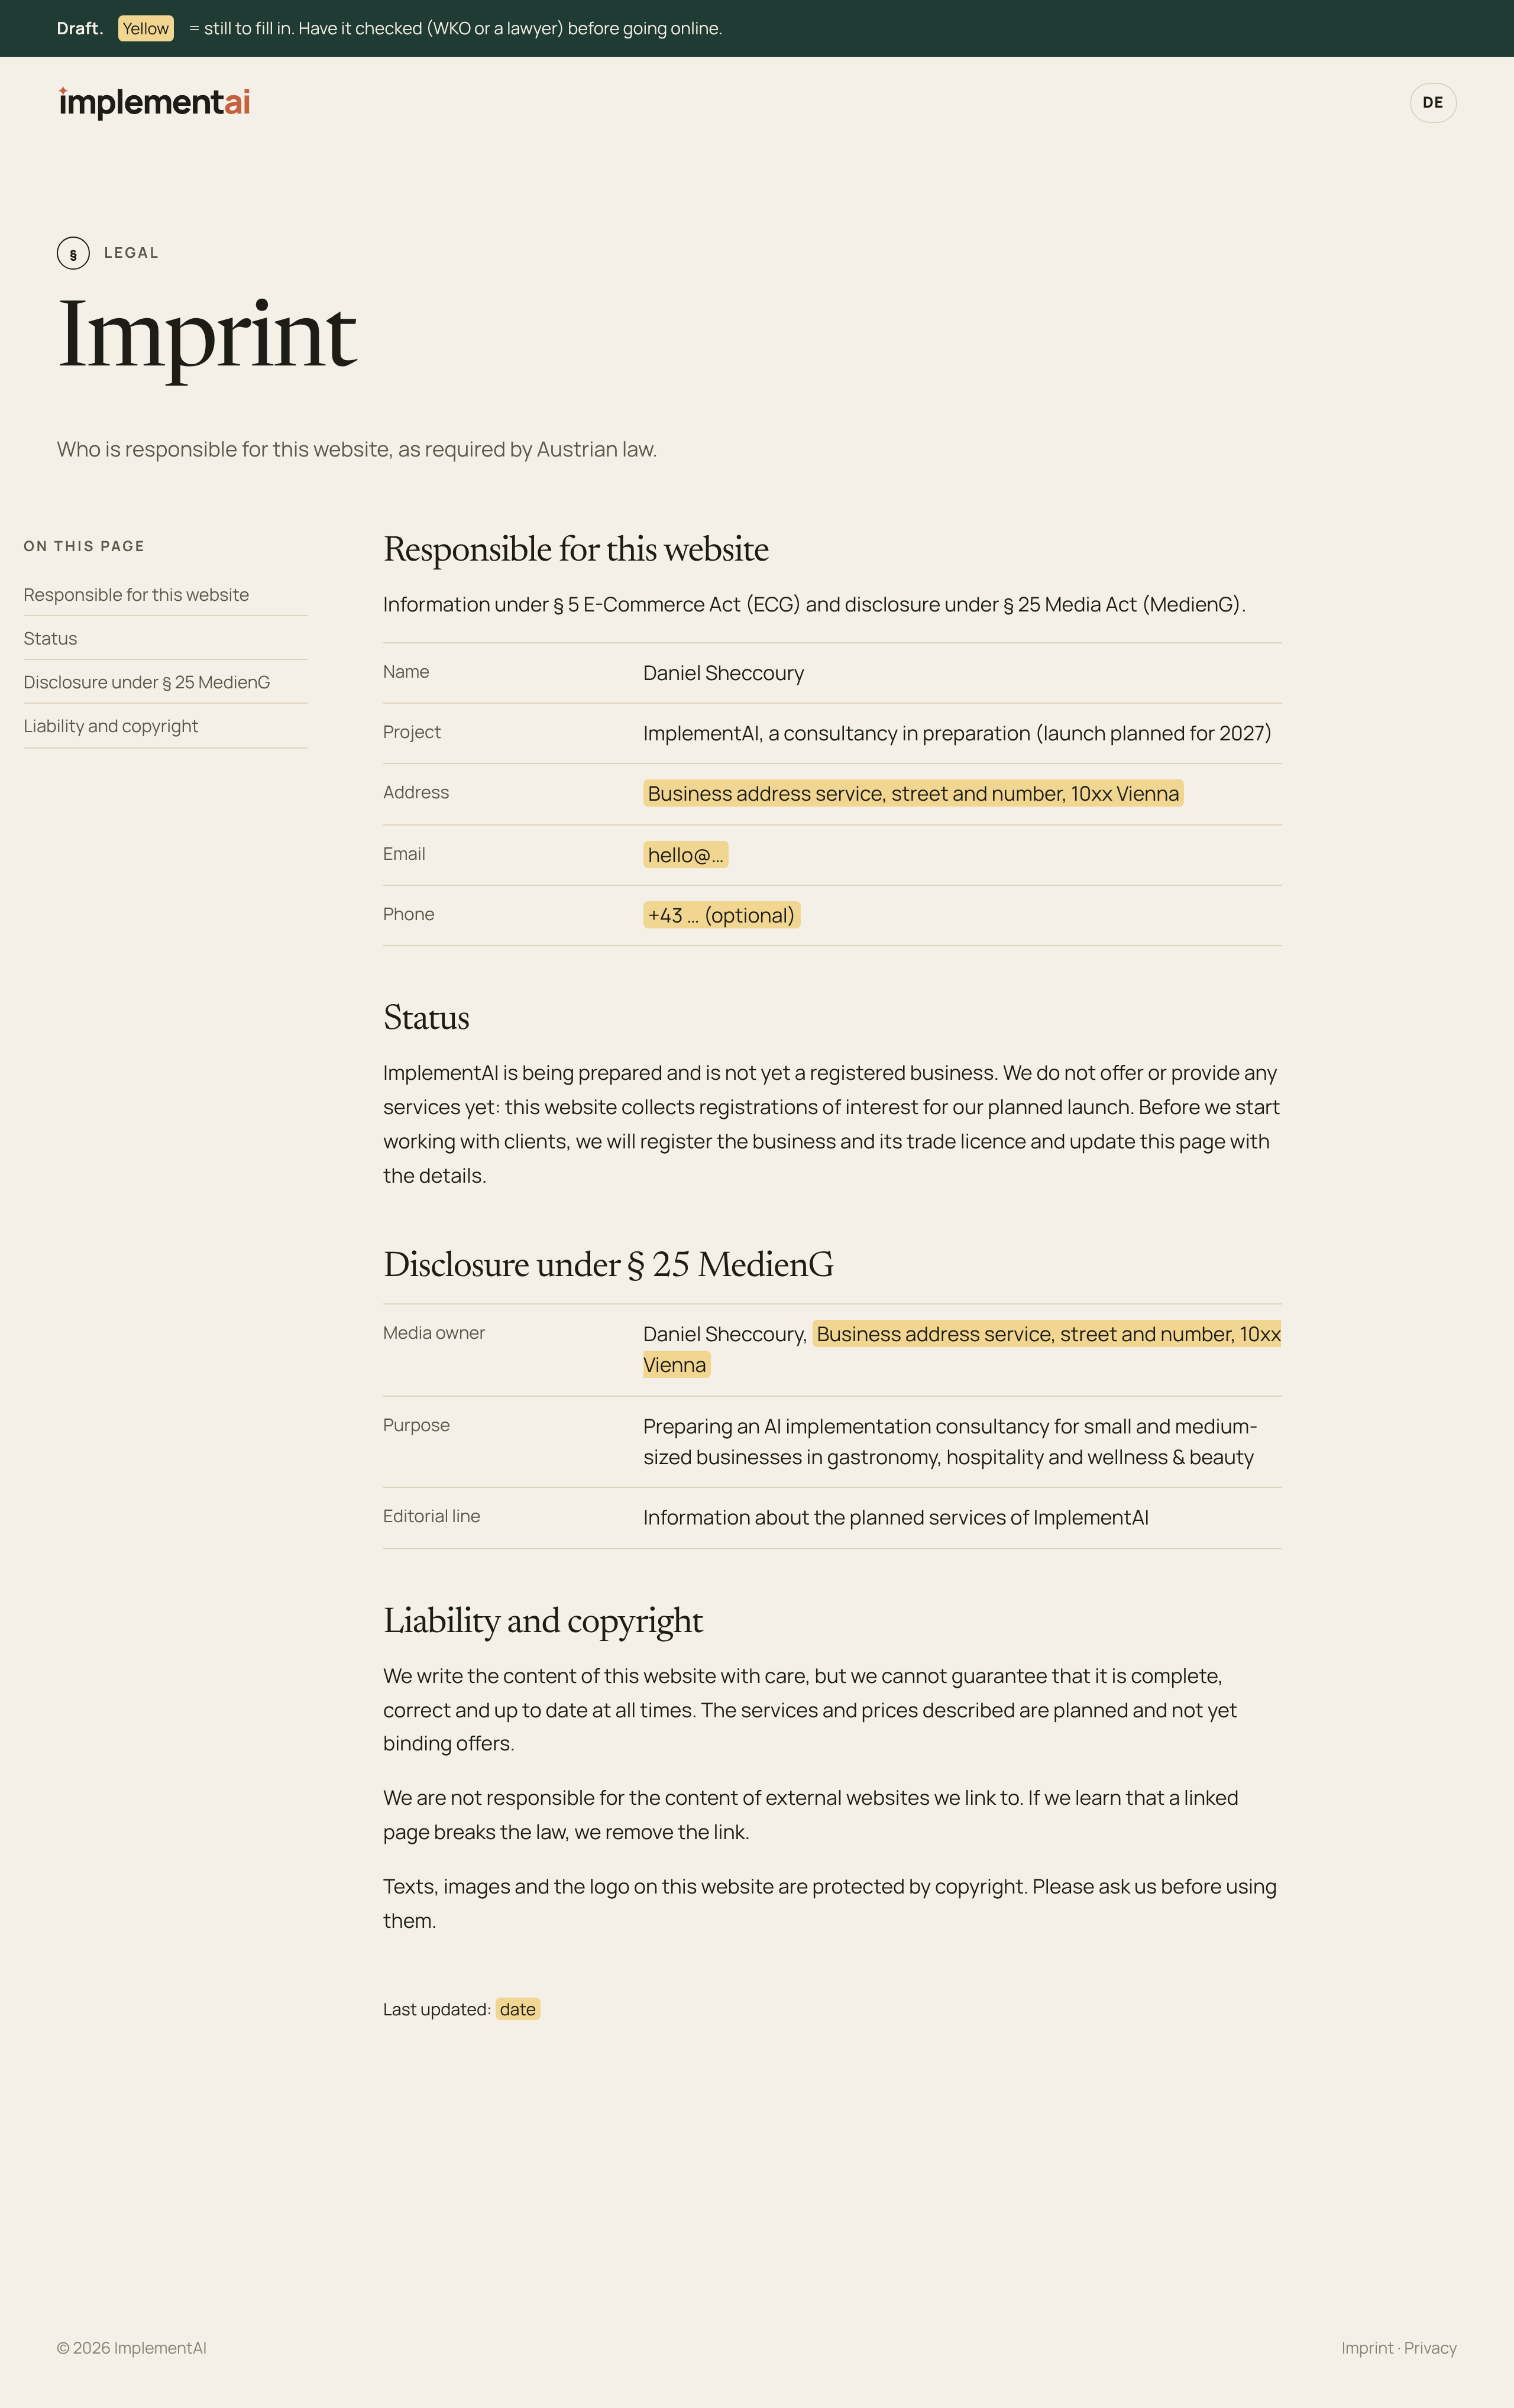 Draft. Yellow = still to fill in. Have it checked (WKO or a lawyer) before going online.
implementai
DE
§ LEGAL
Imprint
Who is responsible for this website, as required by Austrian law.
ON THIS PAGE
Responsible for this website
Status
Disclosure under § 25 MedienG
Liability and copyright
Responsible for this website
Information under § 5 E-Commerce Act (ECG) and disclosure under § 25 Media Act (MedienG).
Name Daniel Sheccoury
Project ImplementAI, a consultancy in preparation (launch planned for 2027)
Address Business address service, street and number, 10xx Vienna
Email hello@…
Phone +43 … (optional)
Status
ImplementAI is being prepared and is not yet a registered business. We do not offer or provide any
services yet: this website collects registrations of interest for our planned launch. Before we start
working with clients, we will register the business and its trade licence and update this page with
the details.
Disclosure under § 25 MedienG
Media owner Daniel Sheccoury, Business address service, street and number, 10xx
Vienna
Purpose Preparing an AI implementation consultancy for small and medium-
sized businesses in gastronomy, hospitality and wellness & beauty
Editorial line Information about the planned services of ImplementAI
Liability and copyright
We write the content of this website with care, but we cannot guarantee that it is complete,
correct and up to date at all times. The services and prices described are planned and not yet
binding offers.
We are not responsible for the content of external websites we link to. If we learn that a linked
page breaks the law, we remove the link.
Texts, images and the logo on this website are protected by copyright. Please ask us before using
them.
Last updated: date
© 2026 ImplementAI
Imprint · Privacy